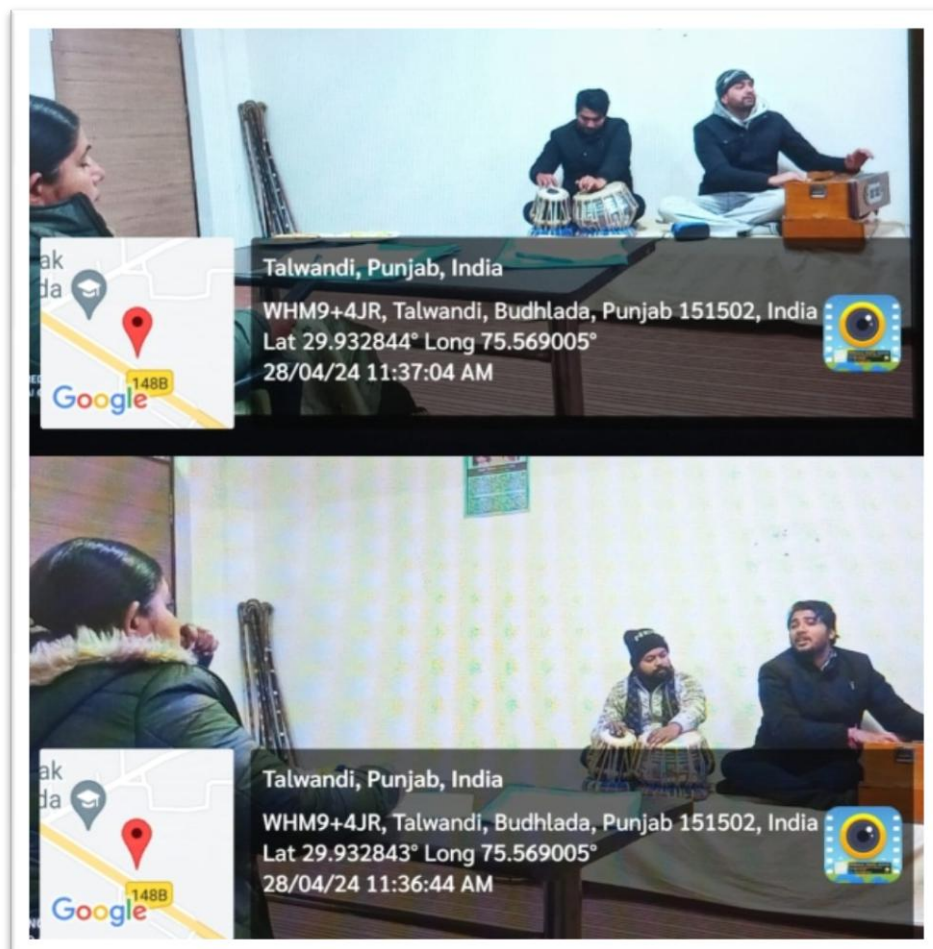 ak
da
148B
Google
Talwandi, Punjab, India
WHM9+4JR, Talwandi, Budhlada, Punjab 151502, India
Lat 29.932844° Long 75.569005°
28/04/24 11:37:04 AM
ak
da
148B
Google
Talwandi, Punjab, India
WHM9+4JR, Talwandi, Budhlada, Punjab 151502, India
Lat 29.932843° Long 75.569005°
28/04/24 11:36:44 AM